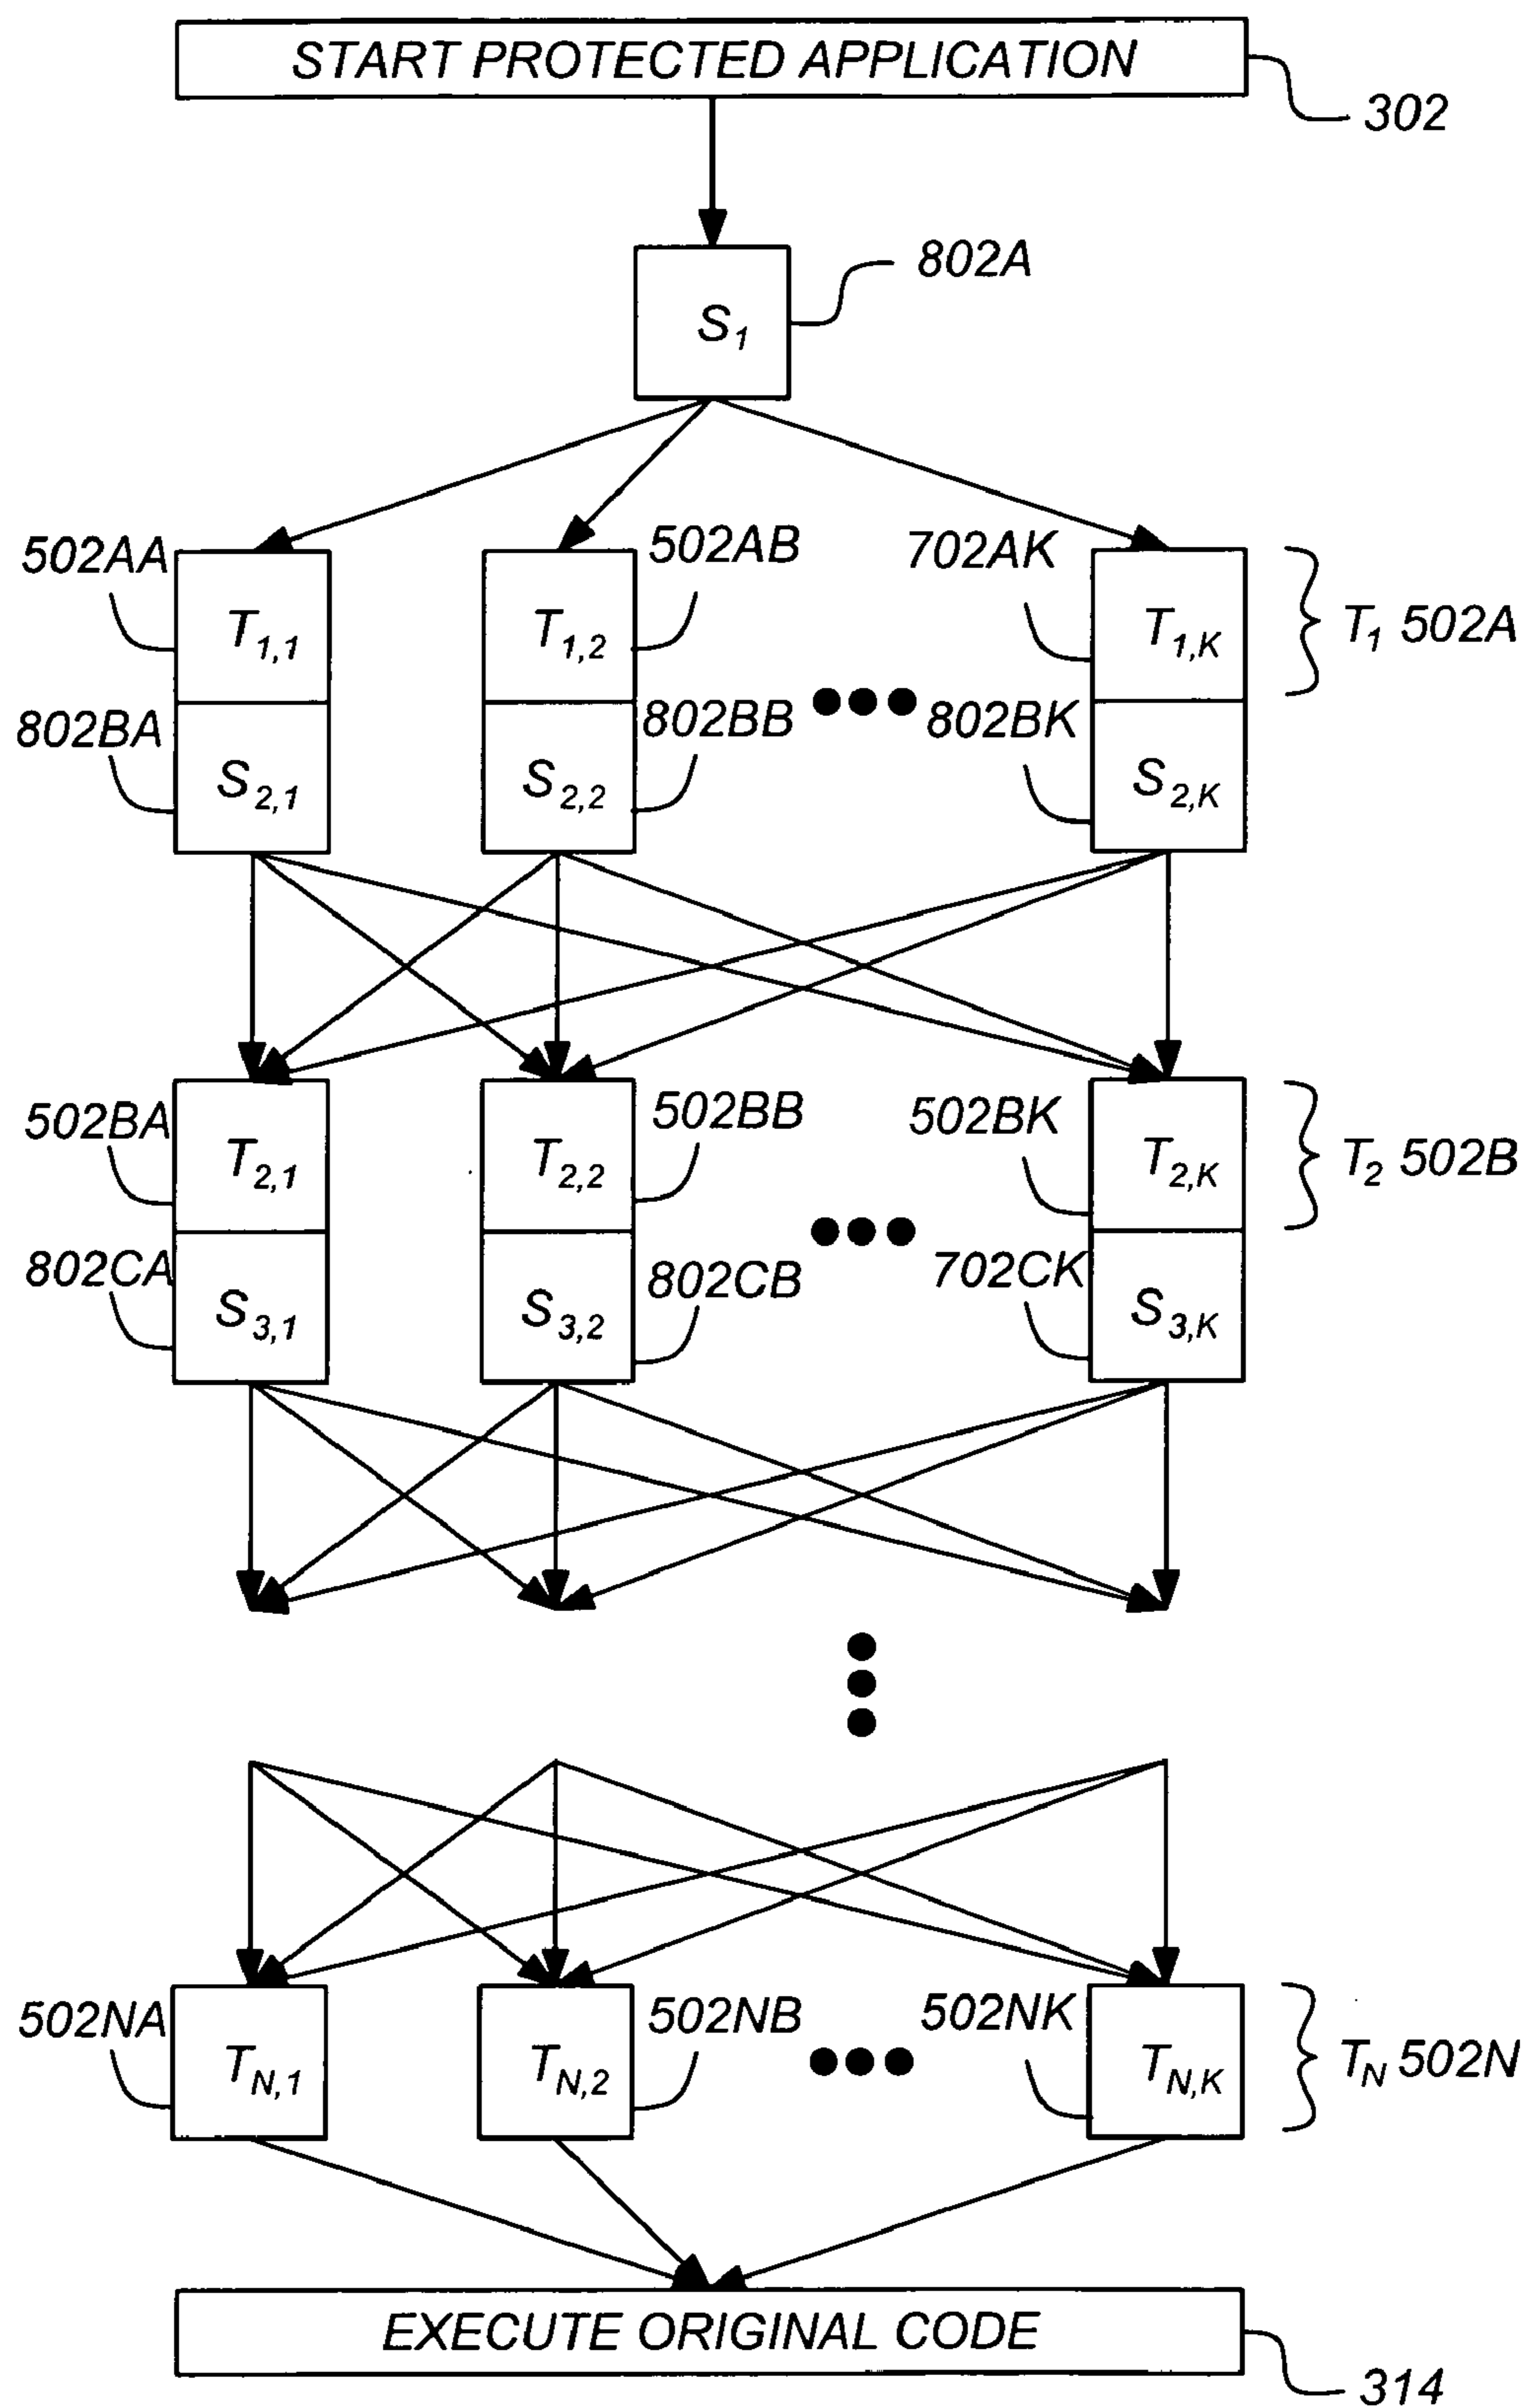 START PROTECTED APPLICATION
302
802A
S1
502AA
502AB
702AK
T1,1
T1,2
T1,K
T1 502A
802BA
802BB
802BK
S2,1
S2,2
S2,K
502BA
502BB
502BK
T2,1
T2,2
T2,K
T2 502B
802CA
802CB
702CK
S3,1
S3,2
S3,K
502NA
502NB
502NK
TN,1
TN,2
TN,K
TN 502N
EXECUTE ORIGINAL CODE
314